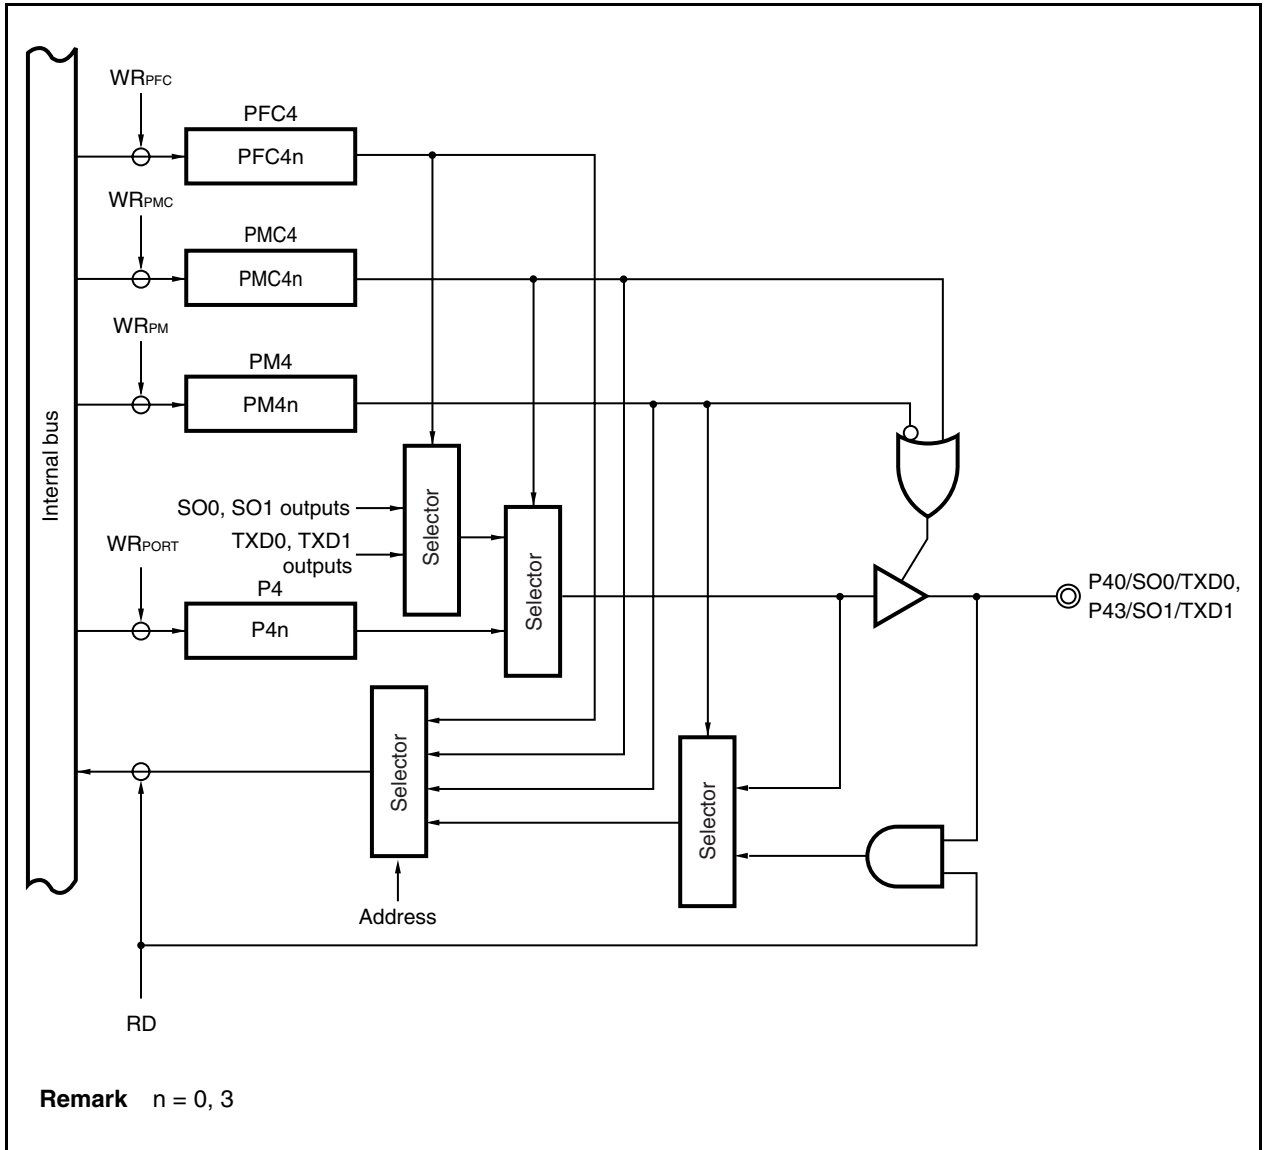 WRPFC
PFC4
PFC4n
WRPMC
PMC4
PMC4n
WRPM
PM4
PM4n
Internal bus
SO0, SO1 outputs
TXD0, TXD1
outputs
Selector
Selector
WRPORT
P4
P4n
P40/SO0/TXD0,
P43/SO1/TXD1
Selector
Selector
Address
RD
Remark n = 0, 3